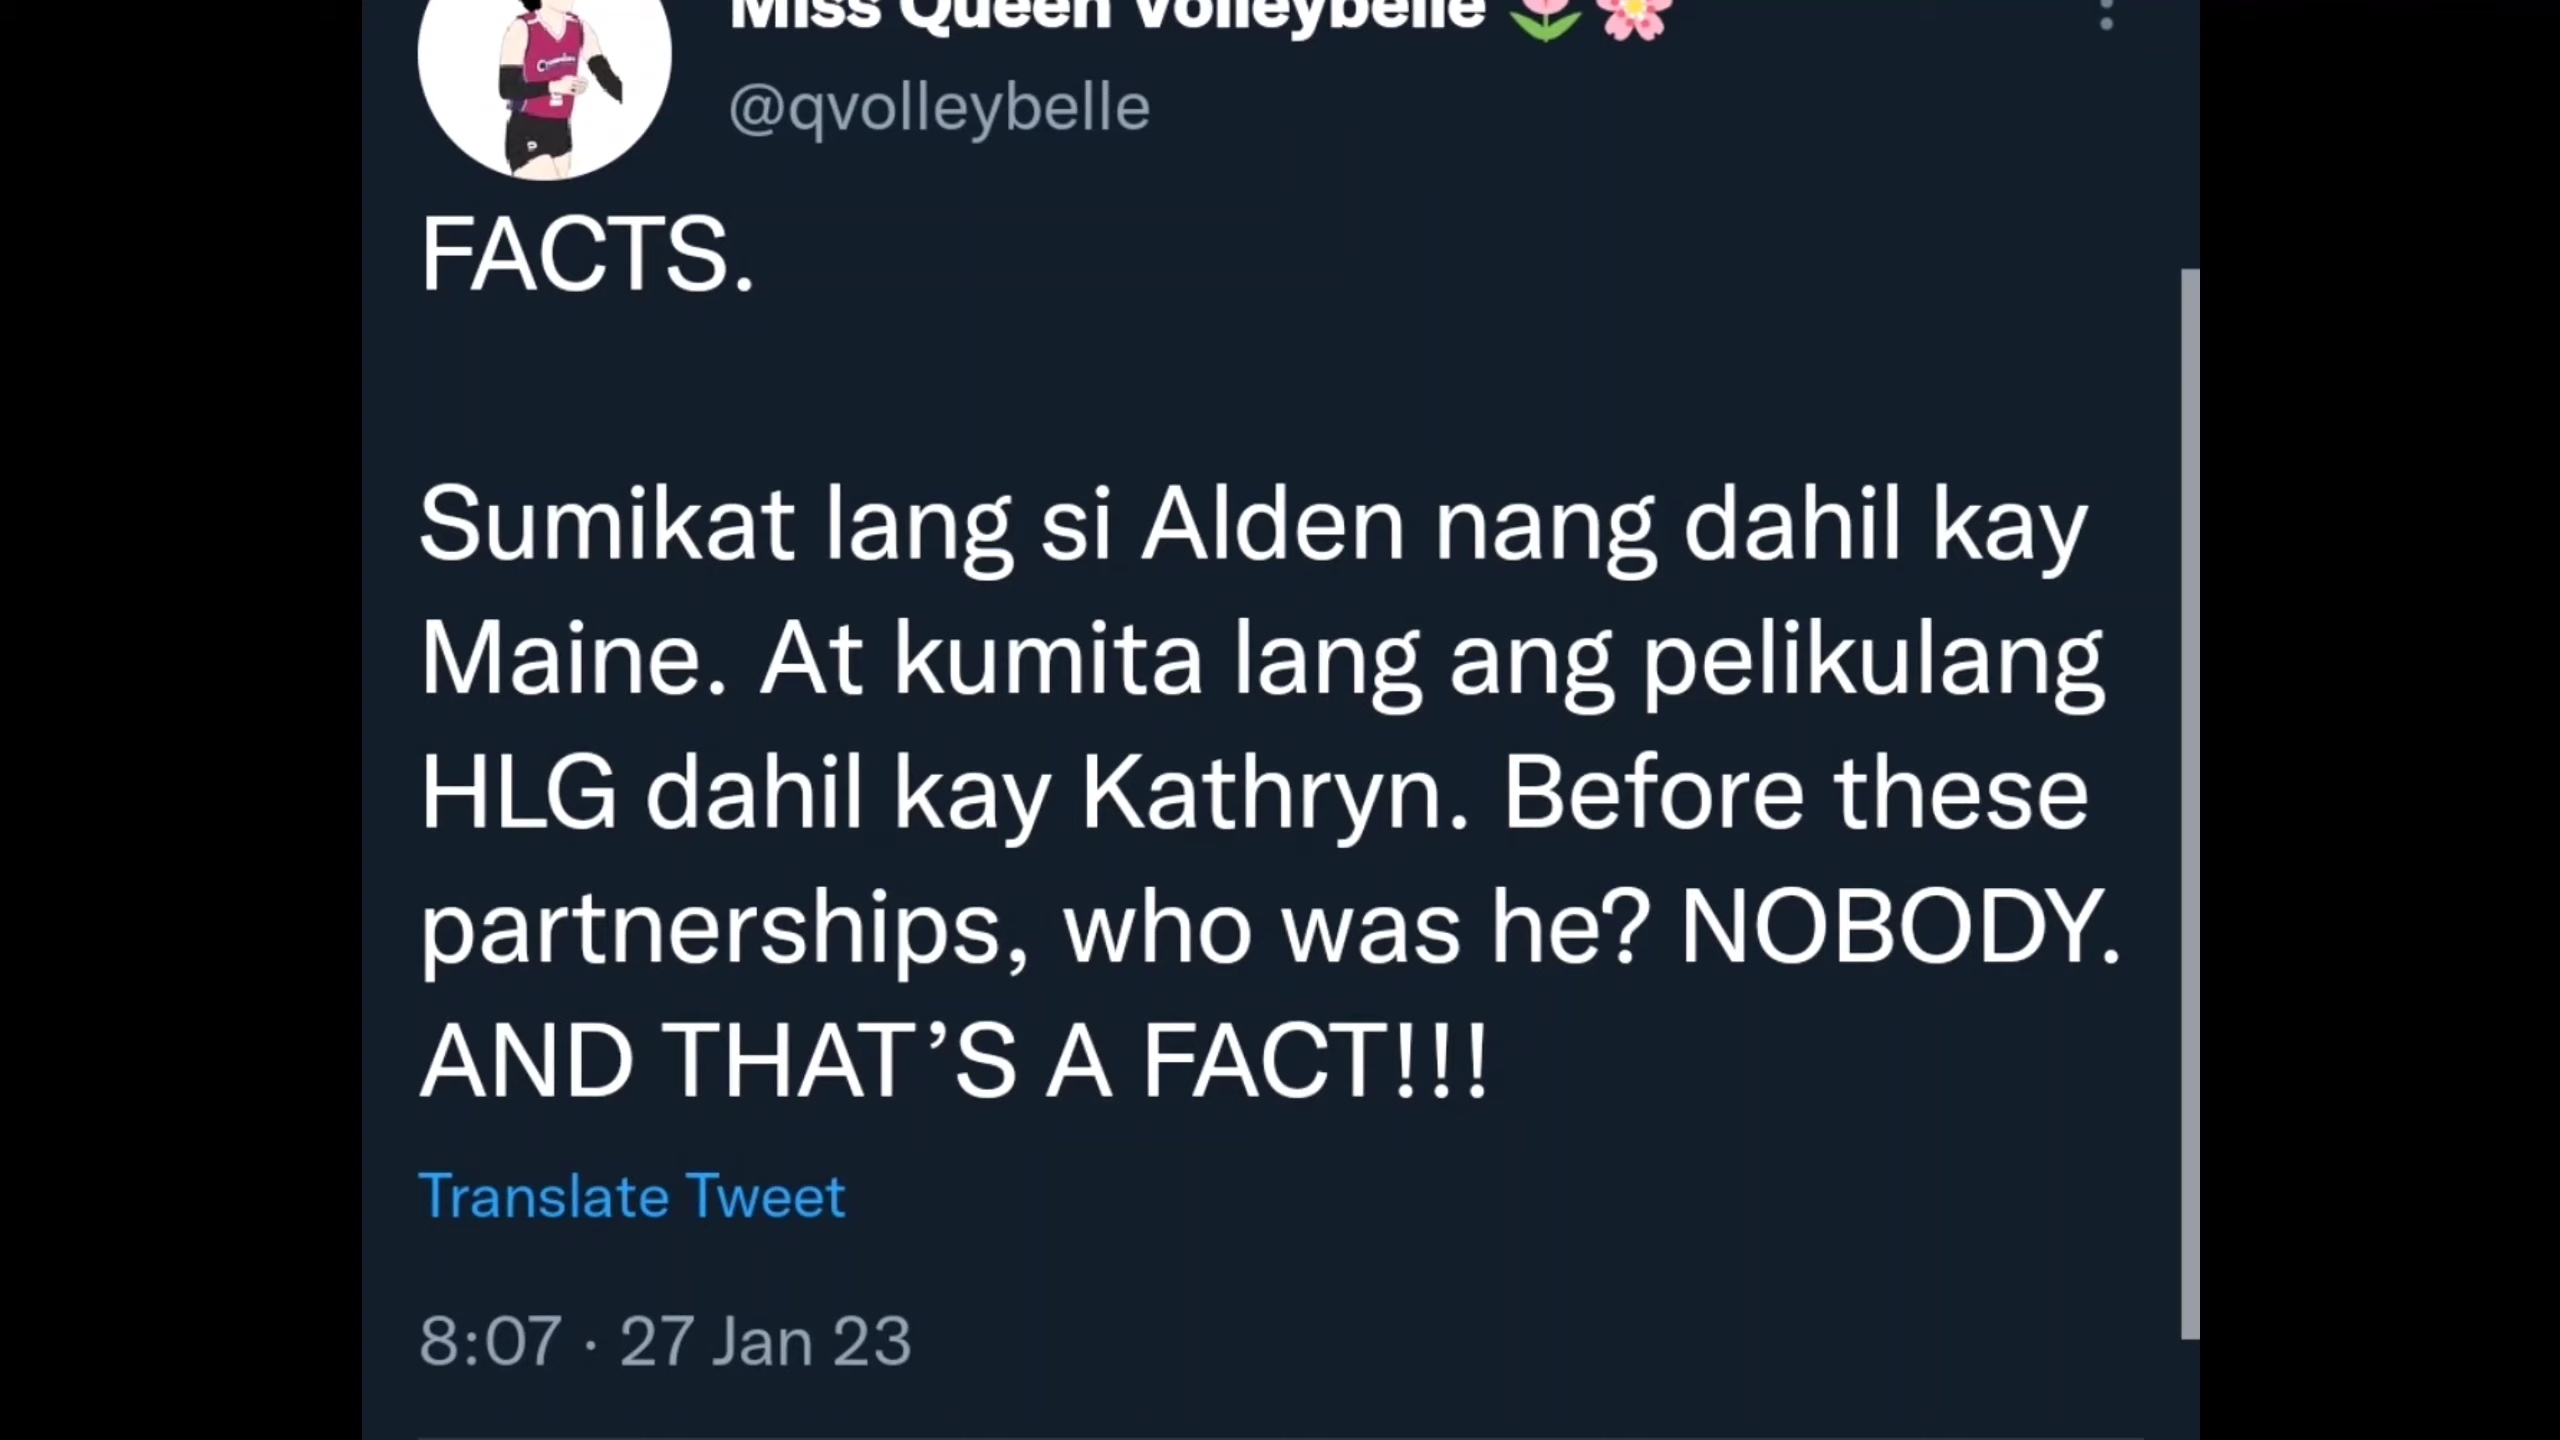 Miss Queen Volleybelle 🌷🌸
@qvolleybelle
FACTS.
Sumikat lang si Alden nang dahil kay
Maine. At kumita lang ang pelikulang
HLG dahil kay Kathryn. Before these
partnerships, who was he? NOBODY.
AND THAT’S A FACT!!!
Translate Tweet
8:07 · 27 Jan 23